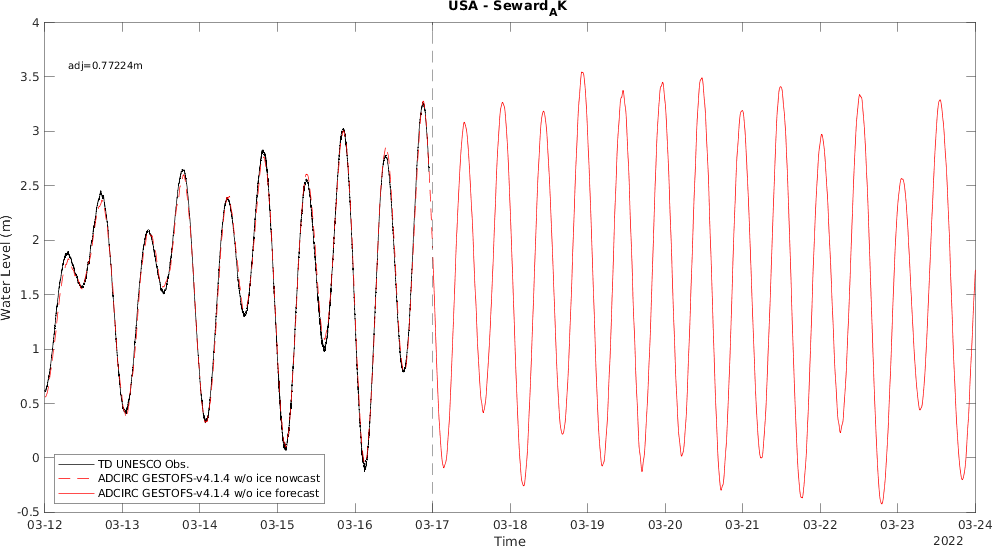 USA - Seward_AK
4
adj=0.77224m
3.5
3
2.5
2
1.5
1
0.5
0
-0.5
Water Level (m)
TD UNESCO Obs.
ADCIRC GESTOFS-v4.1.4 w/o ice nowcast
ADCIRC GESTOFS-v4.1.4 w/o ice forecast
03-12 03-13 03-14 03-15 03-16 03-17 03-18 03-19 03-20 03-21 03-22 03-23 03-24
Time
2022